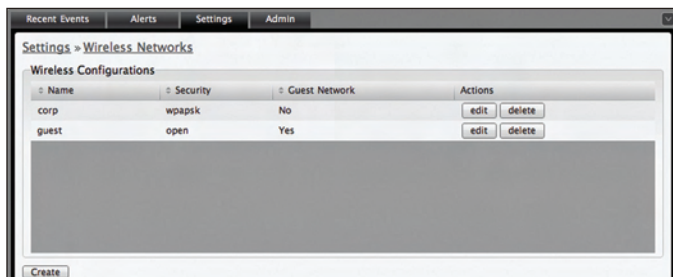 Recent Events Alerts Settings Admin
Settings » Wireless Networks
Wireless Configurations
Name Security Guest Network Actions
corp wpapsk No edit delete
guest open Yes edit delete
Create